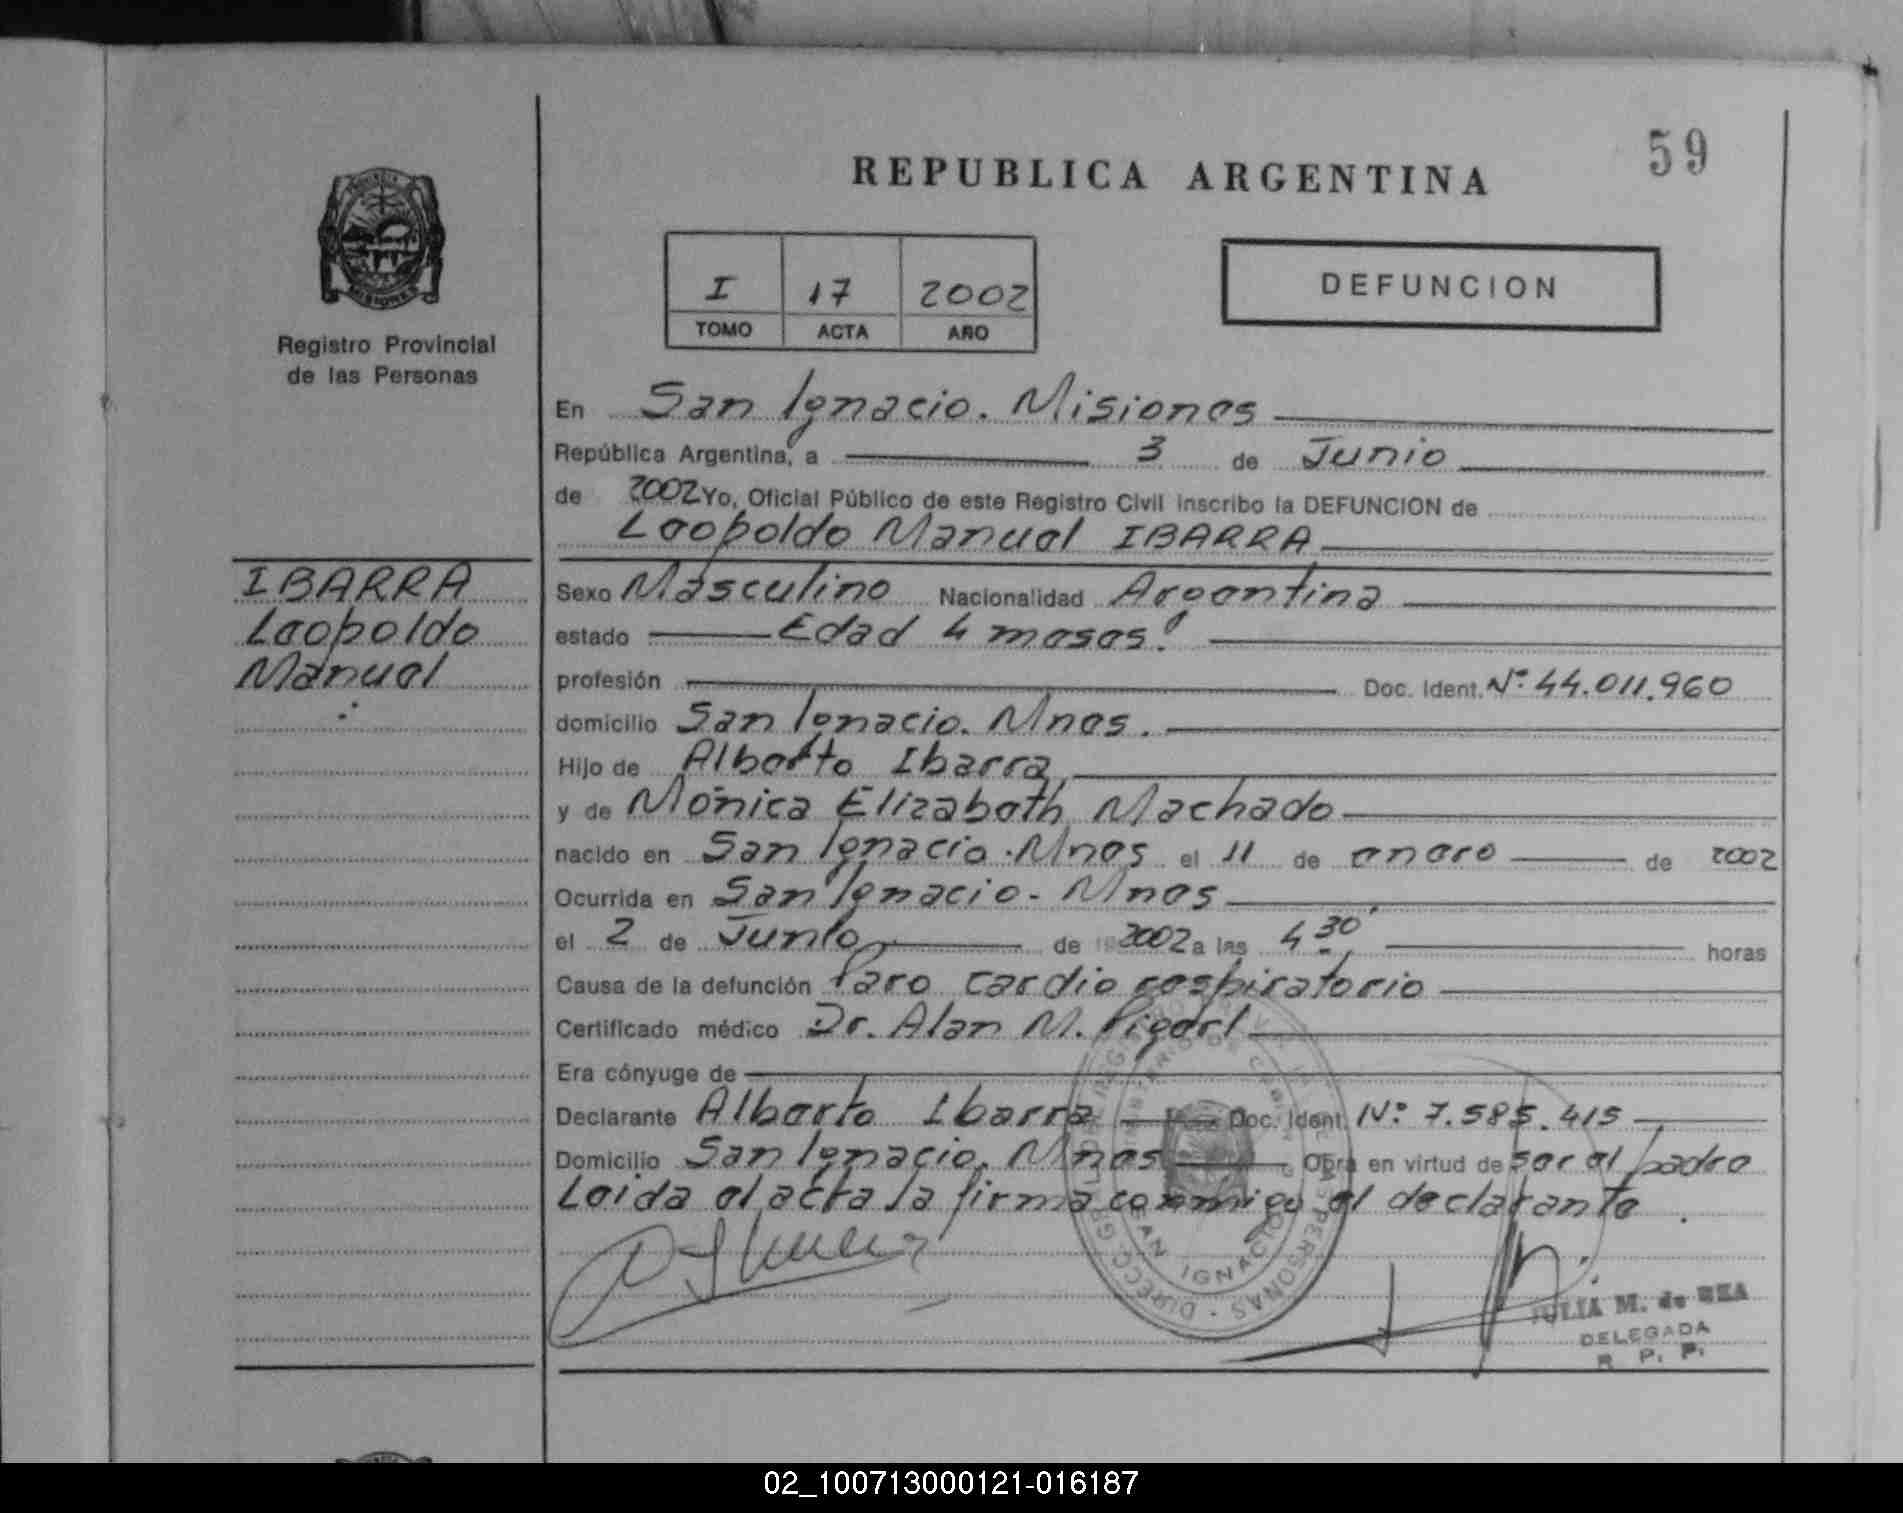 59
REPUBLICA ARGENTINA
PROVINCIA DE
MISIONES
Registro Provincial
de las Personas
I 17 2002
TOMO ACTA AÑO
DEFUNCION
En San Ignacio. Misiones
República Argentina, a 3 de Junio
de 2002 Yo, Oficial Público de este Registro Civil inscribo la DEFUNCION de
Leopoldo Manuel IBARRA
IBARRA
Leopoldo
Manuel
Sexo Masculino Nacionalidad Argentina
estado Edad 4 meses!
profesión Doc. Ident. Nº 44.011.960
domicilio San Ignacio. Mnes.
Hijo de Alberto Ibarra
y de Mónica Elizabeth Machado
nacido en San Ignacio. Mnes el 11 de enero de 2002
Ocurrida en San Ignacio - Mnes
el 2 de Junio de 2002 a las 4 30' horas
Causa de la defunción Paro cardio respiratorio
Certificado médico Dr. Alan M.
Era cónyuge de
Declarante Alberto Ibarra Doc. Ident. Nº 7.585.415
Domicilio San Ignacio. Mnes Obra en virtud de ser el padre
Leida el acta la firma conmigo el declarante.
SAN IGNACIO
JULIA M. de REA
DELEGADA
R. P. P.
02_100713000121-016187